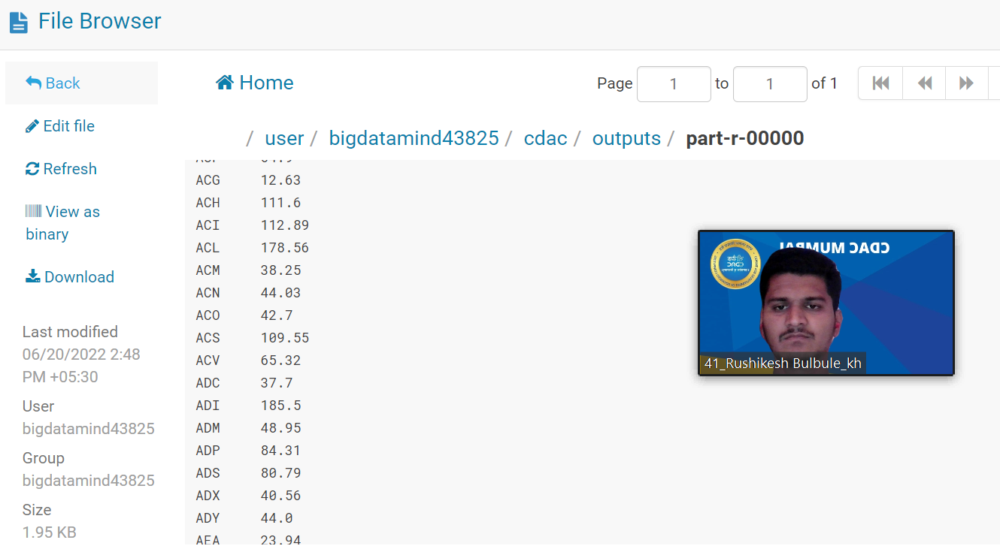 File Browser
Back
Home
Page 1 to 1 of 1
Edit file
/ user / bigdatamind43825 / cdac / outputs / part-r-00000
Refresh
View as
binary
Download
Last modified
06/20/2022 2:48
PM +05:30
User
bigdatamind43825
Group
bigdatamind43825
Size
1.95 KB
ACG 12.63
ACH 111.6
ACI 112.89
ACL 178.56
ACM 38.25
ACN 44.03
ACO 42.7
ACS 109.55
ACV 65.32
ADC 37.7
ADI 185.5
ADM 48.95
ADP 84.31
ADS 80.79
ADX 40.56
ADY 44.0
AEA 23.94
CDAC MUMBAI
41_Rushikesh Bulbule_kh